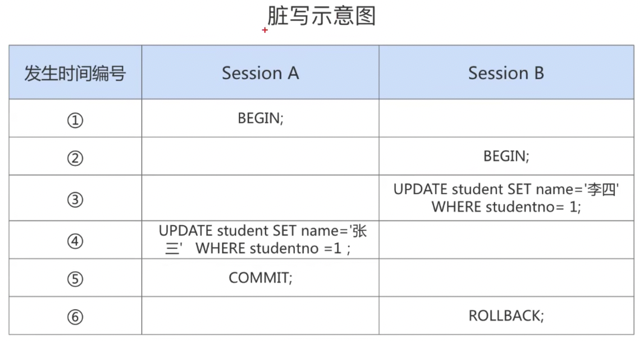 脏写示意图
发生时间编号 Session A Session B
① BEGIN;
② BEGIN;
③ UPDATE student SET name='李四'
WHERE studentno= 1;
④ UPDATE student SET name='张
三' WHERE studentno =1 ;
⑤ COMMIT;
⑥ ROLLBACK;